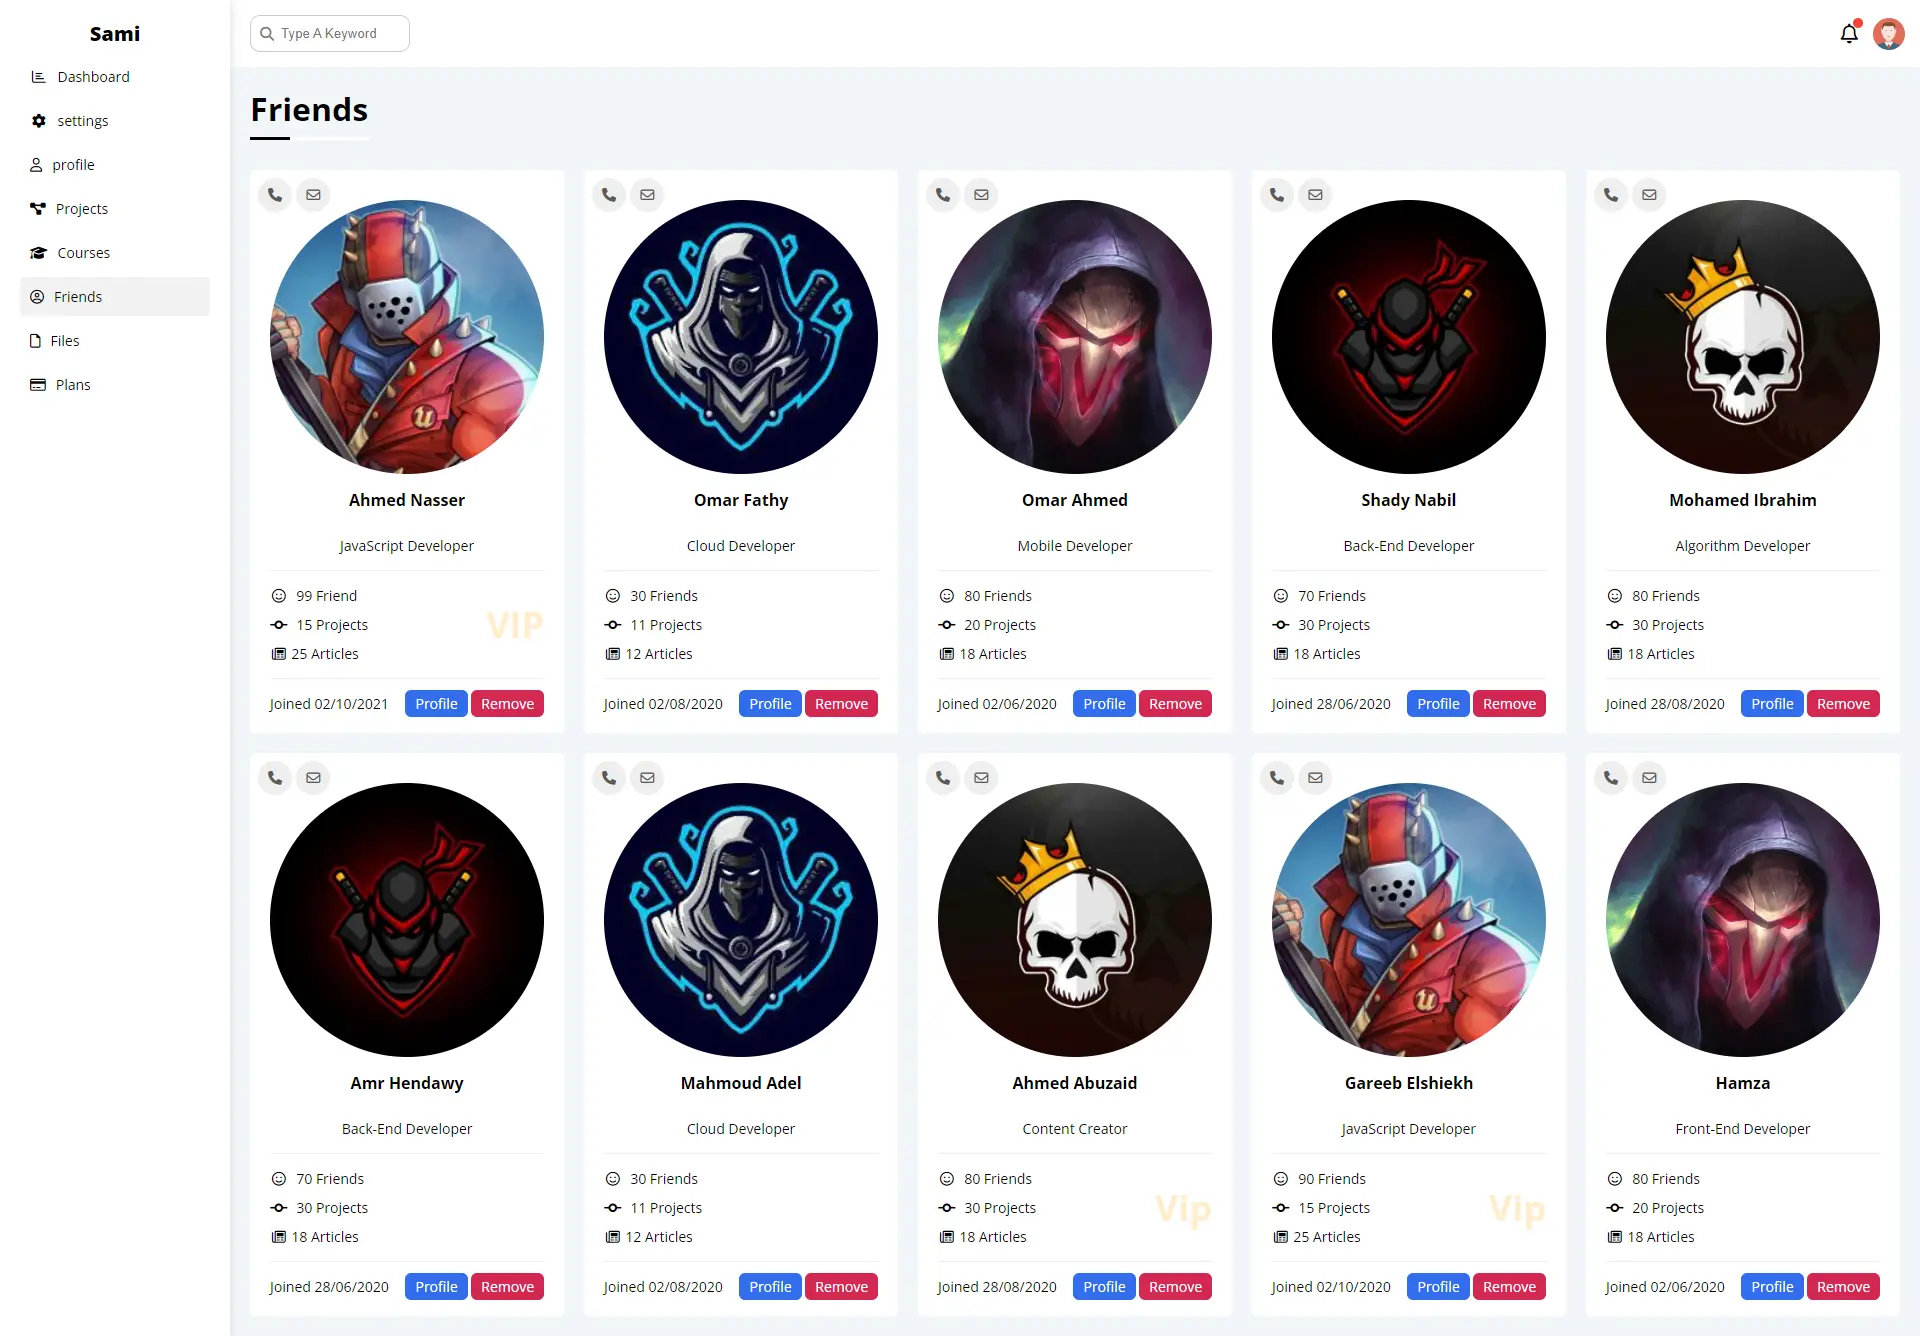 Sami
Dashboard
settings
profile
Projects
Courses
Friends
Files
Plans
Type A Keyword
Friends
Ahmed Nasser
JavaScript Developer
99 Friend
15 Projects
25 Articles
VIP
Joined 02/10/2021 Profile Remove
Omar Fathy
Cloud Developer
30 Friends
11 Projects
12 Articles
Joined 02/08/2020 Profile Remove
Omar Ahmed
Mobile Developer
80 Friends
20 Projects
18 Articles
Joined 02/06/2020 Profile Remove
Shady Nabil
Back-End Developer
70 Friends
30 Projects
18 Articles
Joined 28/06/2020 Profile Remove
Mohamed Ibrahim
Algorithm Developer
80 Friends
30 Projects
18 Articles
Joined 28/08/2020 Profile Remove
Amr Hendawy
Back-End Developer
70 Friends
30 Projects
18 Articles
Joined 28/06/2020 Profile Remove
Mahmoud Adel
Cloud Developer
30 Friends
11 Projects
12 Articles
Joined 02/08/2020 Profile Remove
Ahmed Abuzaid
Content Creator
80 Friends
30 Projects
18 Articles
Vip
Joined 28/08/2020 Profile Remove
Gareeb Elshiekh
JavaScript Developer
90 Friends
15 Projects
25 Articles
Vip
Joined 02/10/2020 Profile Remove
Hamza
Front-End Developer
80 Friends
20 Projects
18 Articles
Joined 02/06/2020 Profile Remove